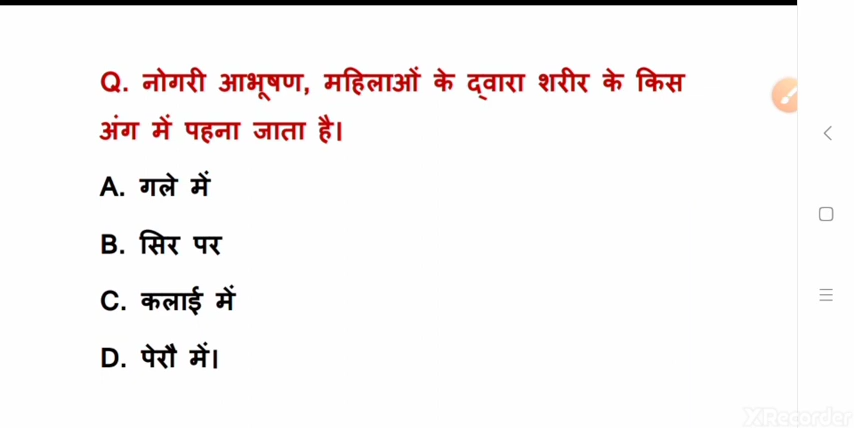 Q. नोगरी आभूषण, महिलाओं के द्वारा शरीर के किस
अंग में पहना जाता है।
A. गले में
B. सिर पर
C. कलाई में
D. पेरौ में।
XRecorder